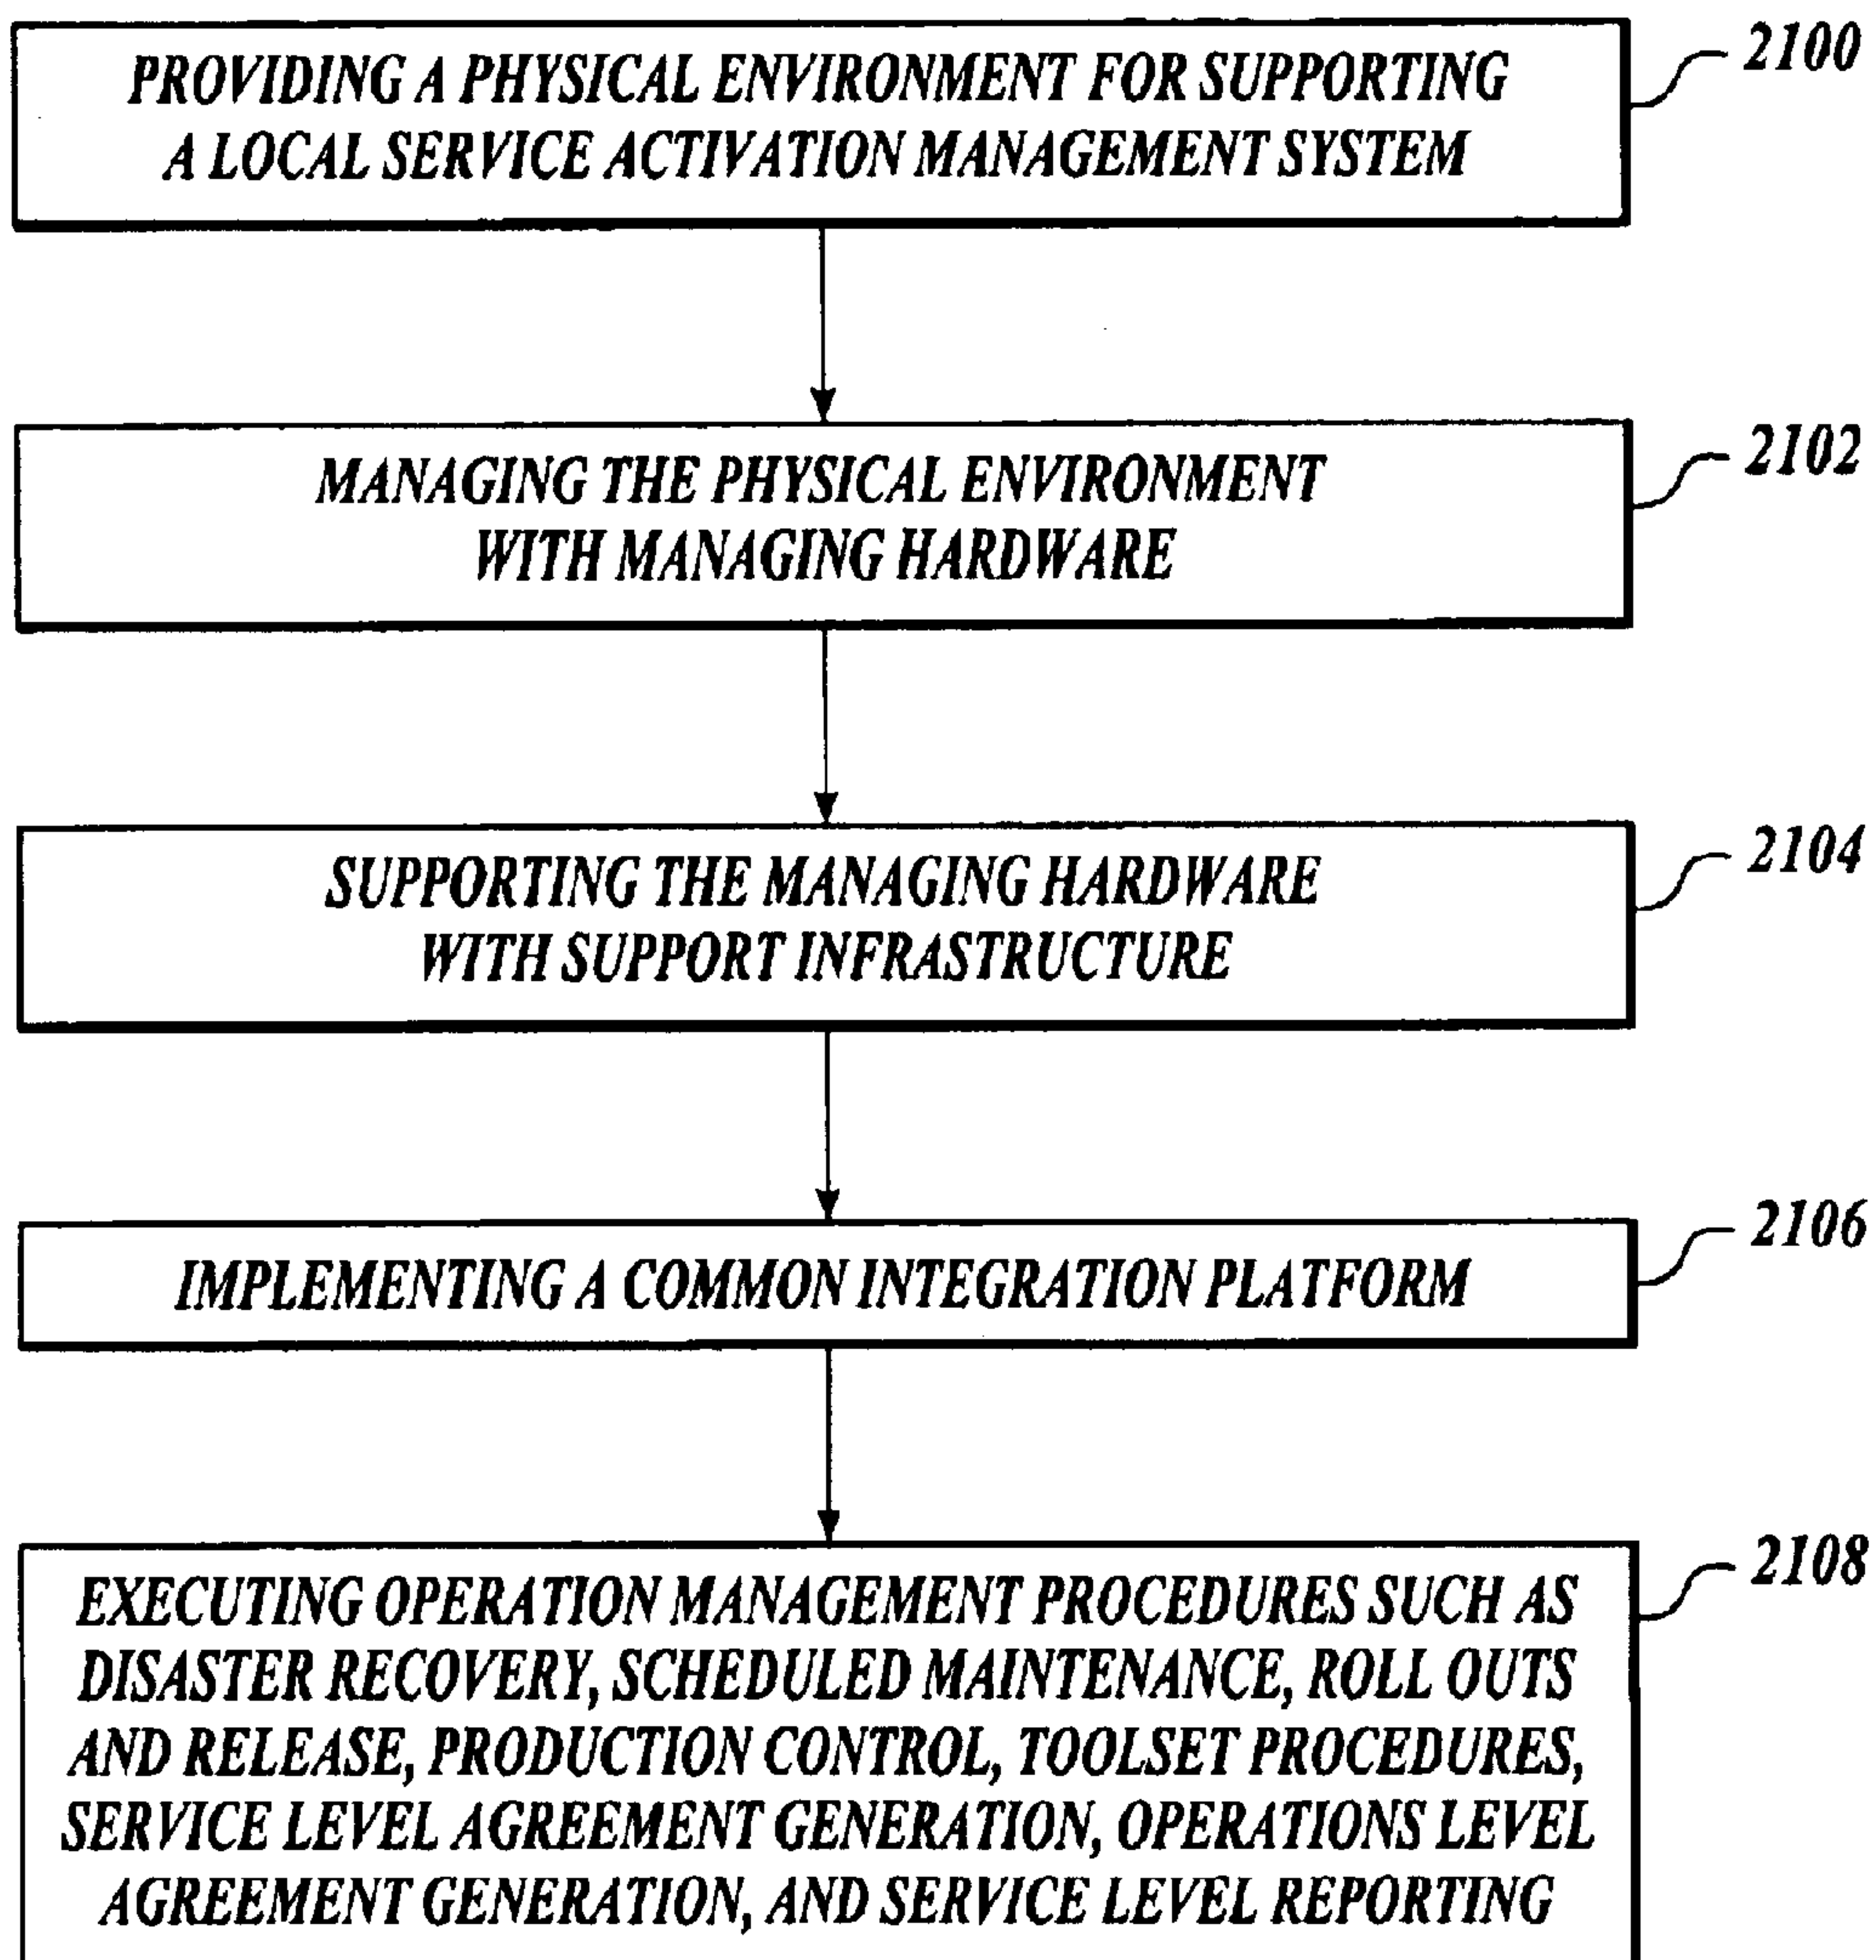 PROVIDING A PHYSICAL ENVIRONMENT FOR SUPPORTING
A LOCAL SERVICE ACTIVATION MANAGEMENT SYSTEM
2100
MANAGING THE PHYSICAL ENVIRONMENT
WITH MANAGING HARDWARE
2102
SUPPORTING THE MANAGING HARDWARE
WITH SUPPORT INFRASTRUCTURE
2104
IMPLEMENTING A COMMON INTEGRATION PLATFORM
2106
EXECUTING OPERATION MANAGEMENT PROCEDURES SUCH AS
DISASTER RECOVERY, SCHEDULED MAINTENANCE, ROLL OUTS
AND RELEASE, PRODUCTION CONTROL, TOOLSET PROCEDURES,
SERVICE LEVEL AGREEMENT GENERATION, OPERATIONS LEVEL
AGREEMENT GENERATION, AND SERVICE LEVEL REPORTING
2108